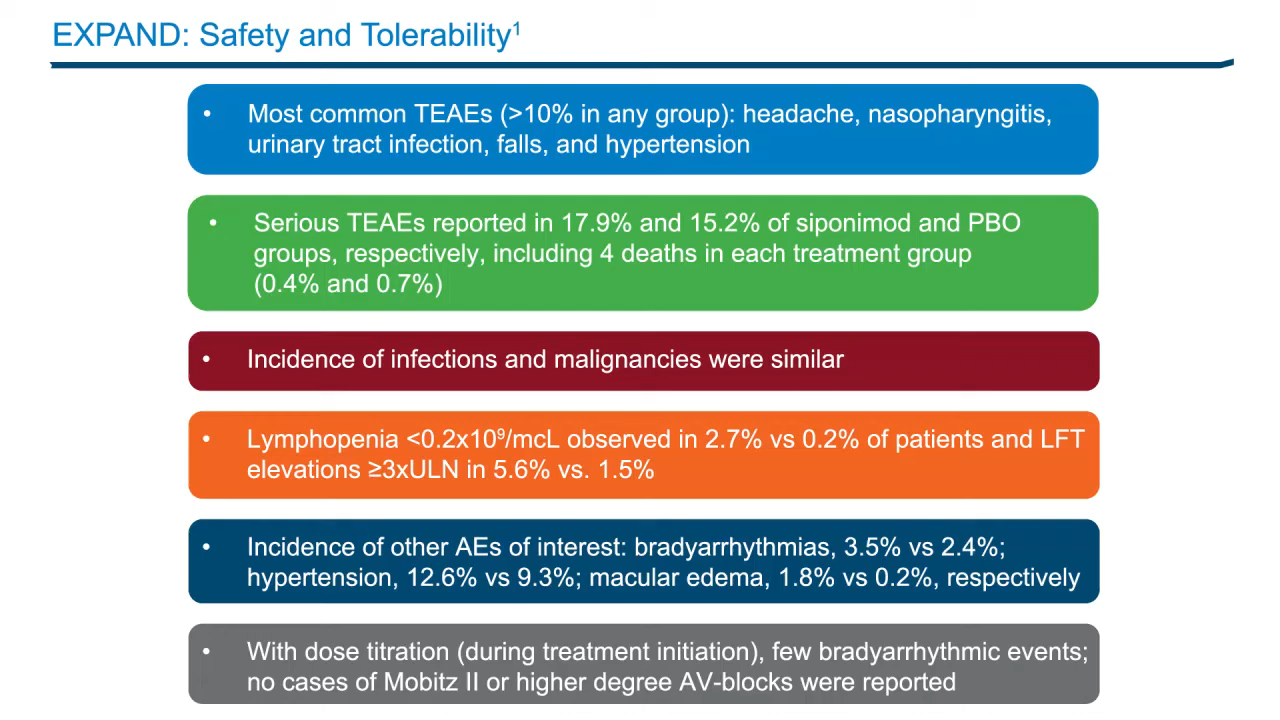 EXPAND: Safety and Tolerability¹
• Most common TEAEs (>10% in any group): headache, nasopharyngitis,
urinary tract infection, falls, and hypertension
• Serious TEAEs reported in 17.9% and 15.2% of siponimod and PBO
groups, respectively, including 4 deaths in each treatment group
(0.4% and 0.7%)
• Incidence of infections and malignancies were similar
• Lymphopenia <0.2x10⁹/mcL observed in 2.7% vs 0.2% of patients and LFT
elevations ≥3xULN in 5.6% vs. 1.5%
• Incidence of other AEs of interest: bradyarrhythmias, 3.5% vs 2.4%;
hypertension, 12.6% vs 9.3%; macular edema, 1.8% vs 0.2%, respectively
• With dose titration (during treatment initiation), few bradyarrhythmic events;
no cases of Mobitz II or higher degree AV-blocks were reported